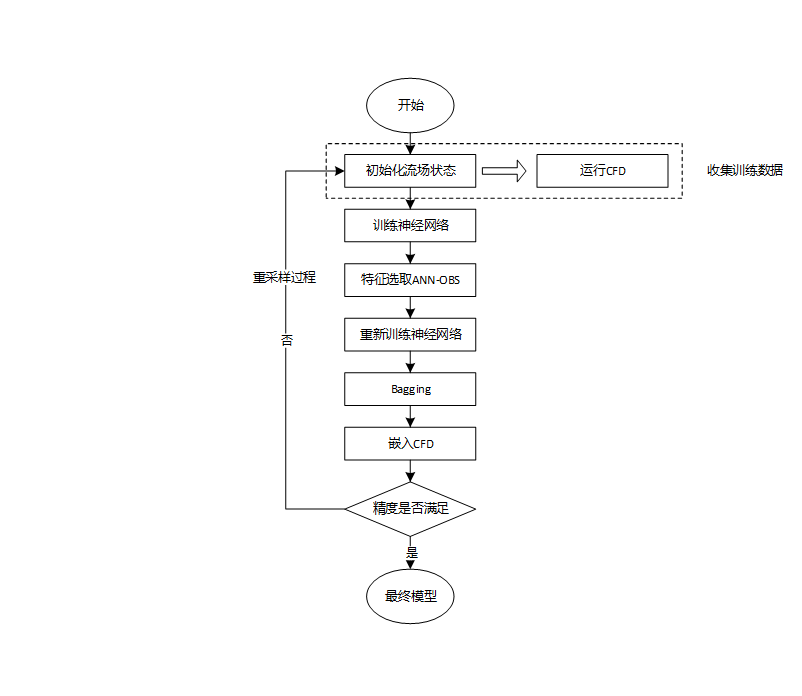 开始
初始化流场状态
运行CFD
收集训练数据
训练神经网络
重采样过程
特征选取ANN-OBS
重新训练神经网络
否
Bagging
嵌入CFD
精度是否满足
是
最终模型